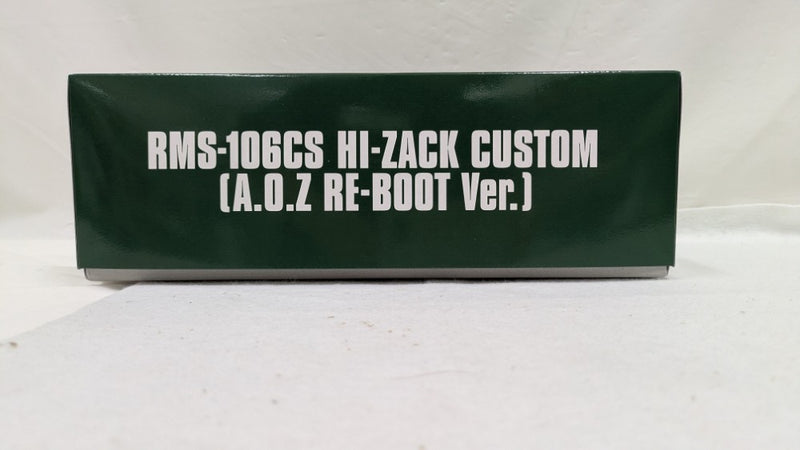 RMS-106CS HI-ZACK CUSTOM
(A.O.Z RE-BOOT Ver.)